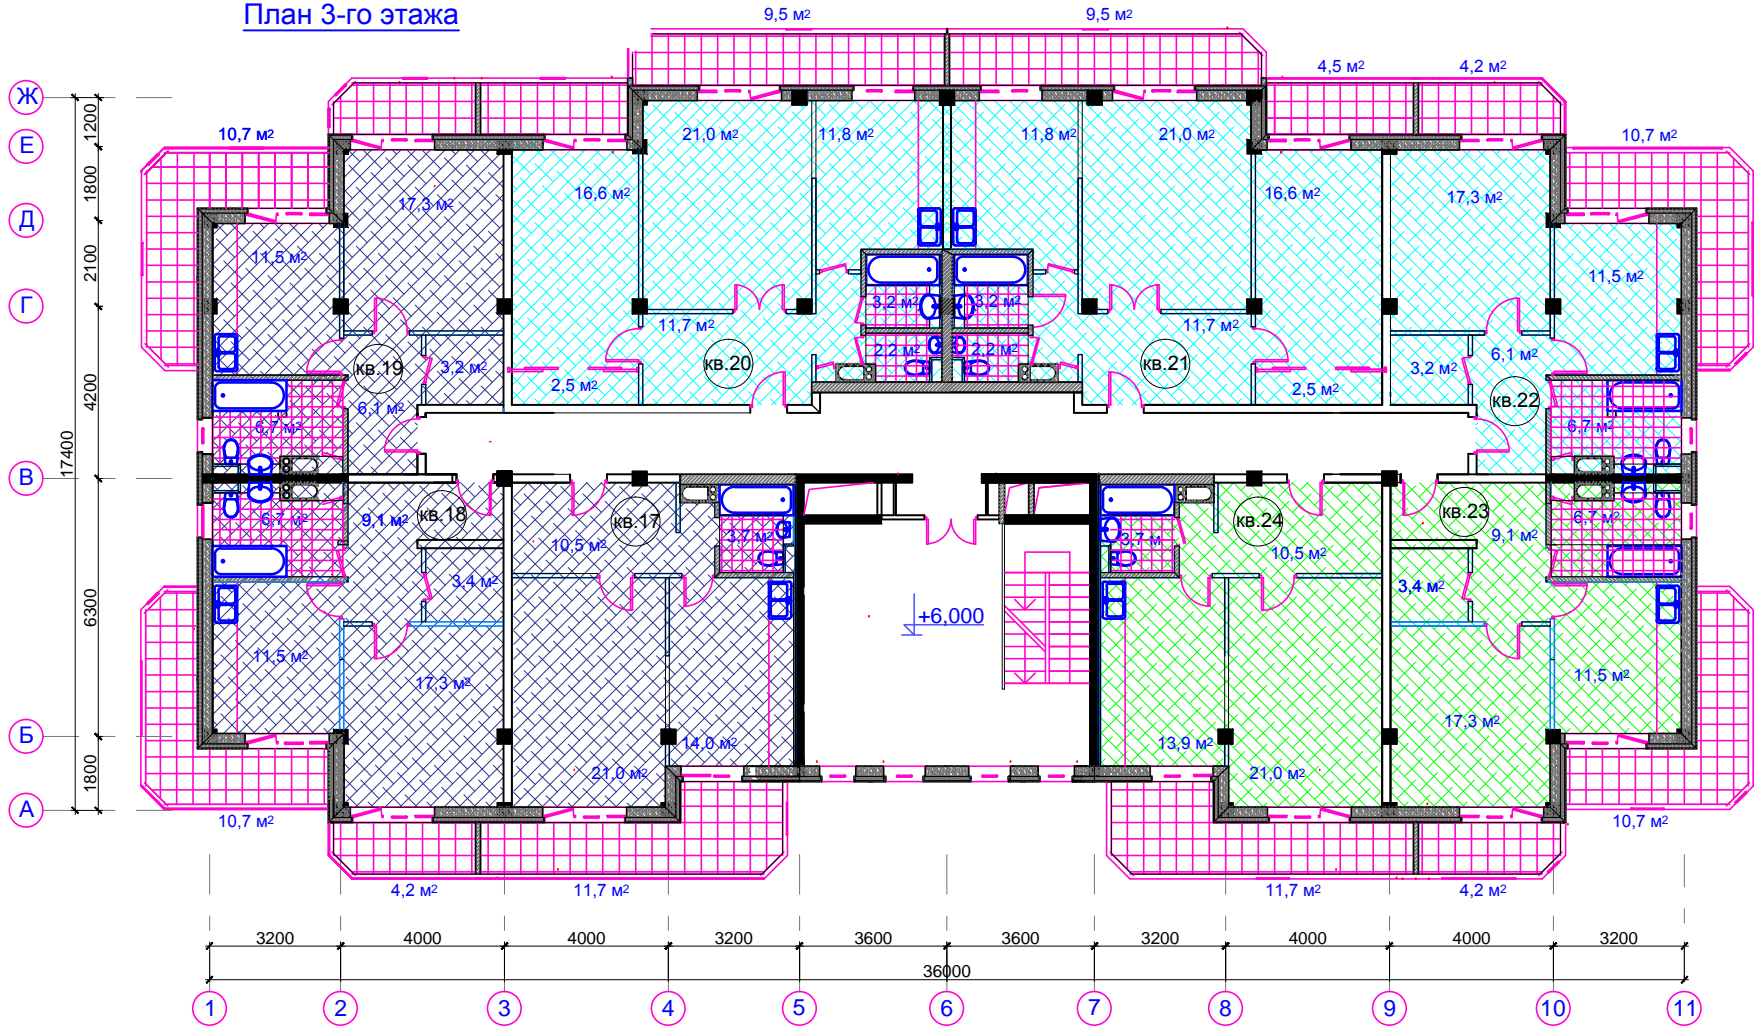 План 3-го этажа
9,5 м²
9,5 м²
4,5 м²
4,2 м²
Ж
1200
Е
10,7 м²
21,0 м²
11,8 м²
11,8 м²
21,0 м²
10,7 м²
1800
17,3 м²
16,6 м²
16,6 м²
17,3 м²
Д
2100
11,5 м²
11,5 м²
Г
3,2 м²
3,2 м²
11,7 м²
11,7 м²
6,1 м²
кв.19
3,2 м²
кв.20
2,2 м²
2,2 м²
кв.21
3,2 м²
4200
2,5 м²
2,5 м²
кв.22
6,1 м²
6,7 м²
6,7 м²
17400
В
9,1 м²
кв.18
кв.17
кв.24
кв.23
6,7 м²
10,5 м²
3,7 м²
3,7 м
10,5 м²
9,1 м²
6,7 м²
3,4 м²
3,4 м²
6300
+6,000
11,5 м²
17,3 м²
11,5 м²
17,3 м²
Б
14,0 м²
13,9 м²
1800
21,0 м²
21,0 м²
А
10,7 м²
10,7 м²
4,2 м²
11,7 м²
11,7 м²
4,2 м²
3200
4000
4000
3200
3600
3600
3200
4000
4000
3200
36000
1
2
3
4
5
6
7
8
9
10
11